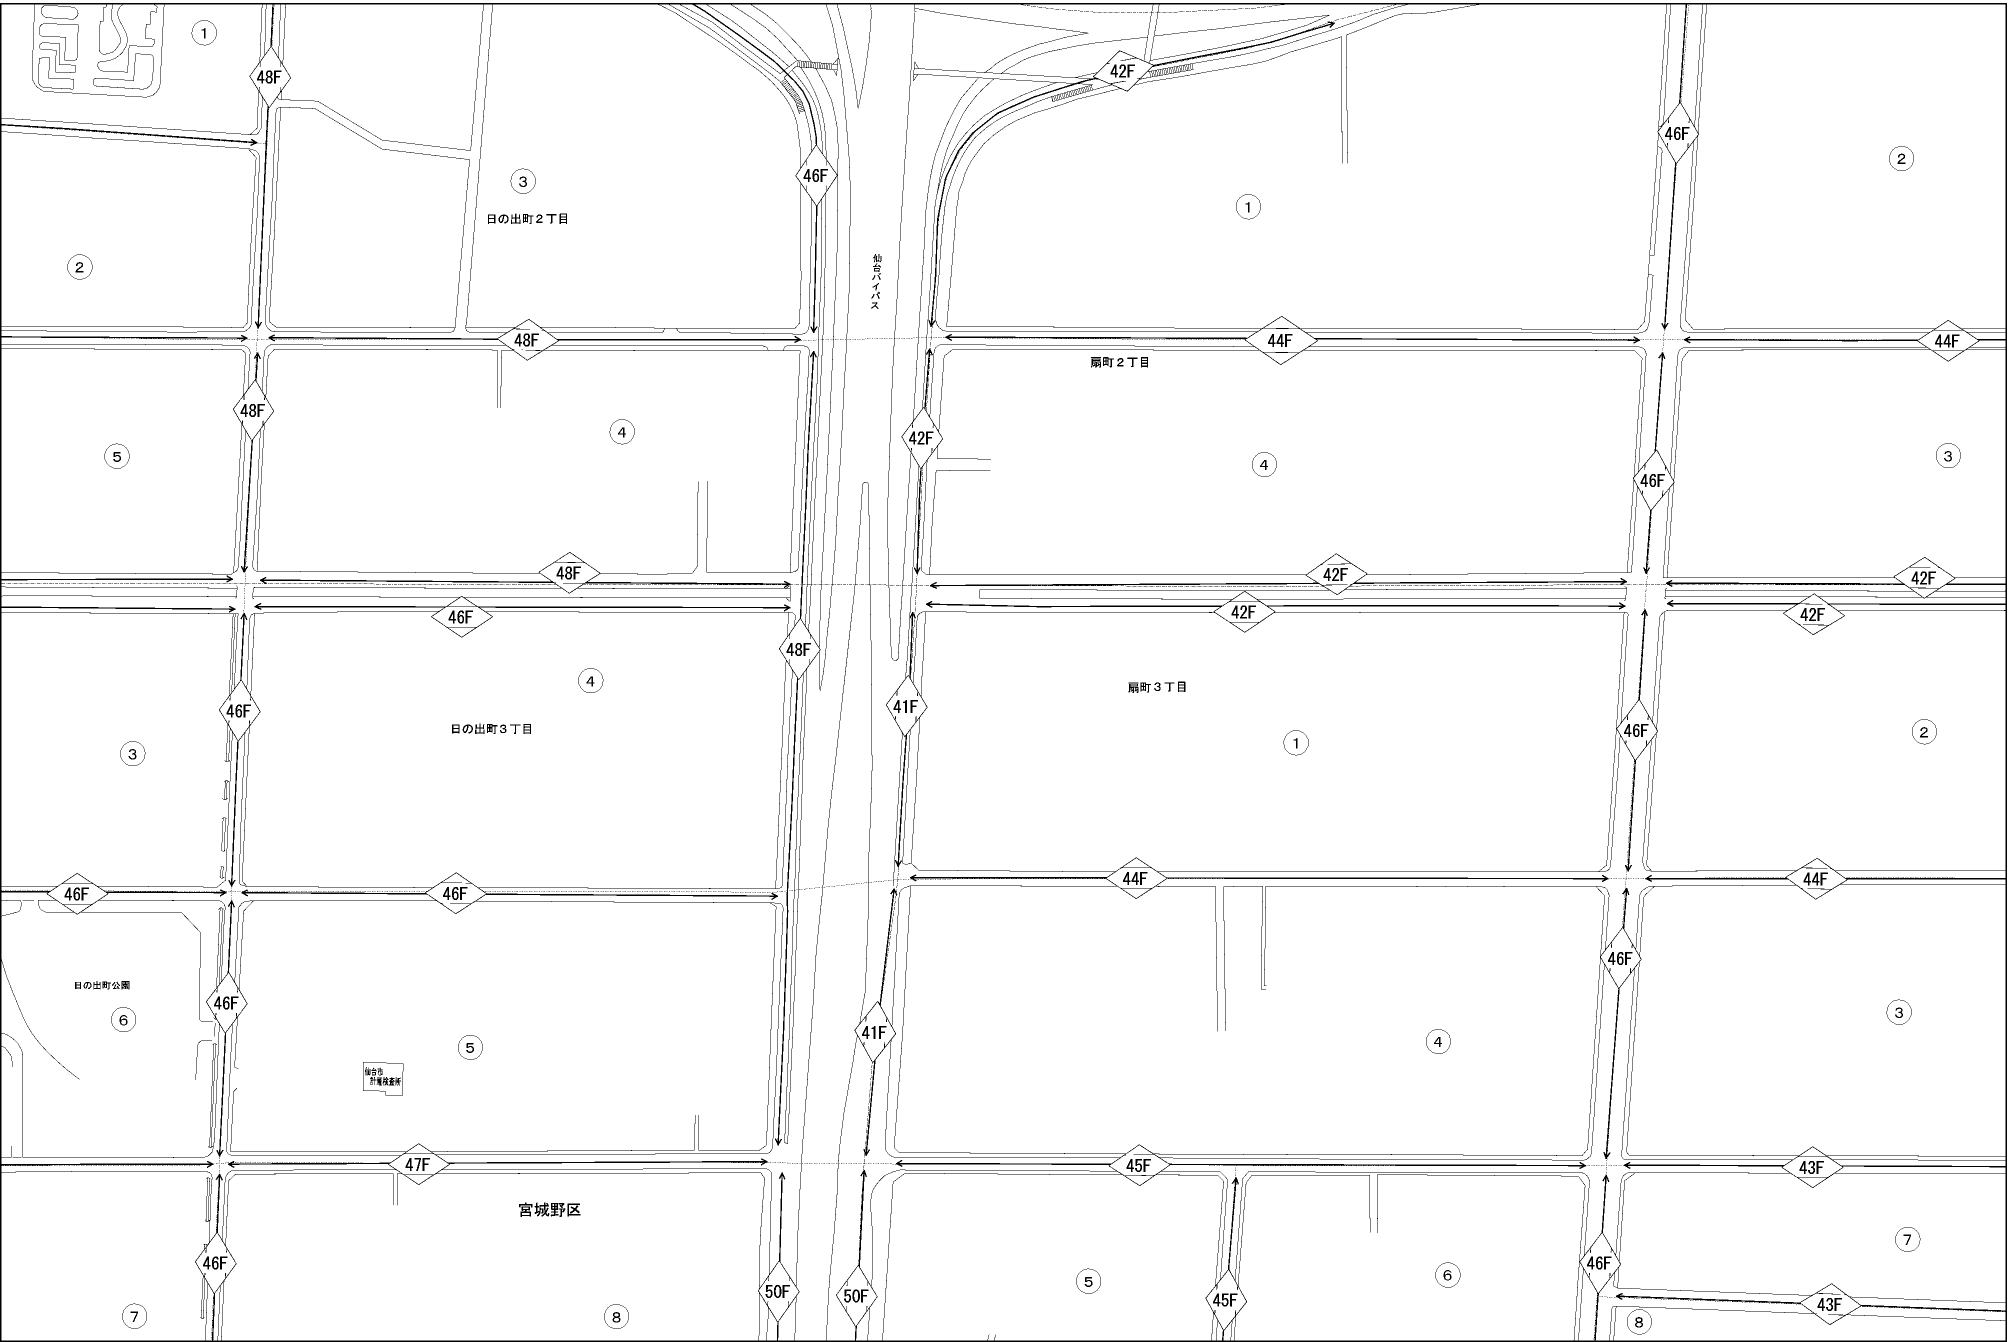 ①
48F
42F
46F
②
③
46F
①
日の出町２丁目
②
仙台バイパス
48F
44F
44F
扇町２丁目
48F
④
42F
⑤
④
③
46F
48F
42F
42F
46F
42F
42F
48F
④
扇町３丁目
46F
41F
日の出町３丁目
46F
③
①
②
46F
46F
44F
44F
46F
日の出町公園
46F
⑥
③
41F
⑤
④
仙台市
計量検査所
47F
45F
43F
宮城野区
⑦
46F
46F
⑤
⑥
50F
50F
45F
43F
⑦
⑧
⑧